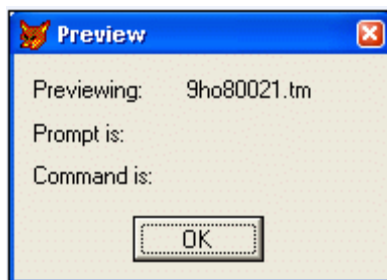 Preview
Previewing: 9ho80021.tm
Prompt is:
Command is:
OK